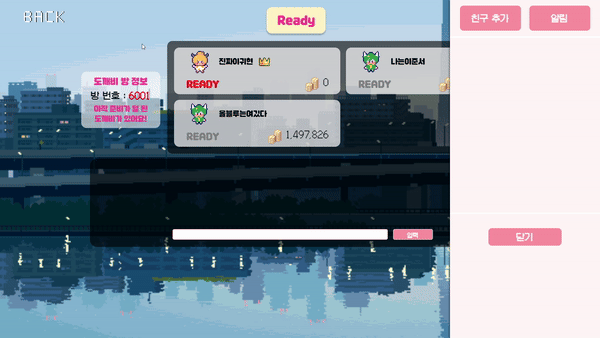 BACK
Ready
친구 추가
알림
진짜이귀현
READY
0
나는이준서
READY
도깨비 방 정보
방 번호 : 6001
아직 준비가 덜 된
도깨비가 있어요!
올블루는여깄다
READY
1,497,826
입력
닫기